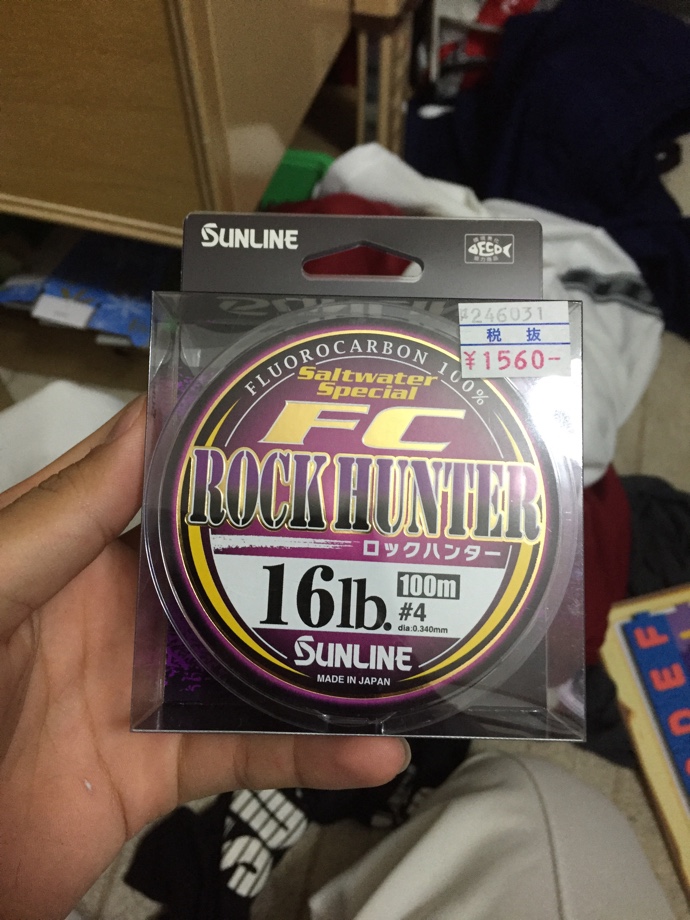 SUNLINE
ECO
246031
税 抜
¥1560-
FLUOROCARBON 100%
Saltwater
Special
FC
ROCK HUNTER
ロックハンター
16lb.
100m
#4
dia:0.340mm
SUNLINE
MADE IN JAPAN
D E F